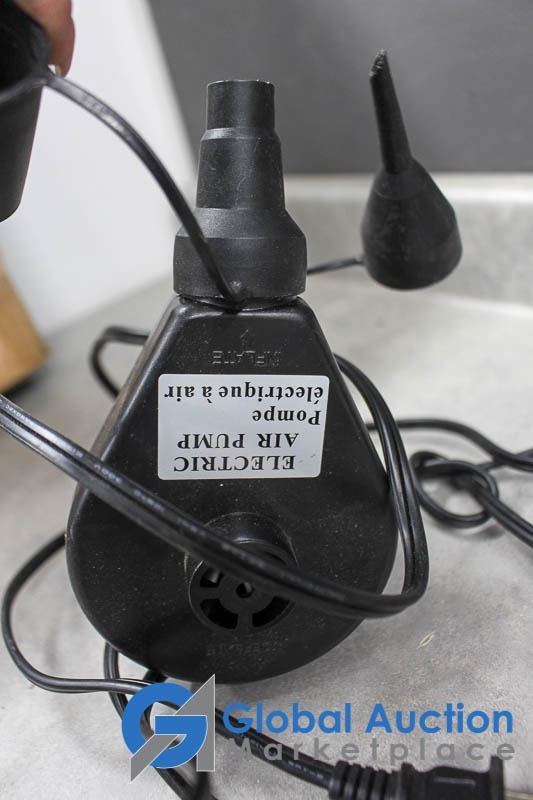 ELECTRIC
AIR PUMP
Pompe
électrique à air
INFLATE
Global Auction
Marketplace